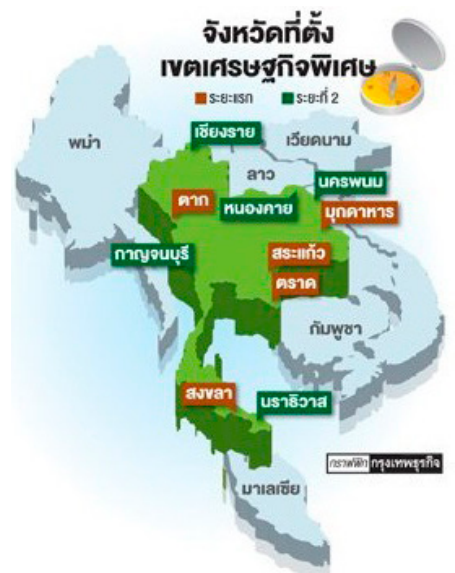 จังหวัดที่ตั้ง
เขตเศรษฐกิจพิเศษ
ระยะแรก ระยะที่ 2
เชียงราย
พม่า
เวียดนาม
ลาว
นครพนม
ตาก
หนองคาย
มุกดาหาร
กาญจนบุรี
สระแก้ว
ตราด
กัมพูชา
สงขลา
นราธิวาส
กราฟฟิก กรุงเทพธุรกิจ
มาเลเซีย